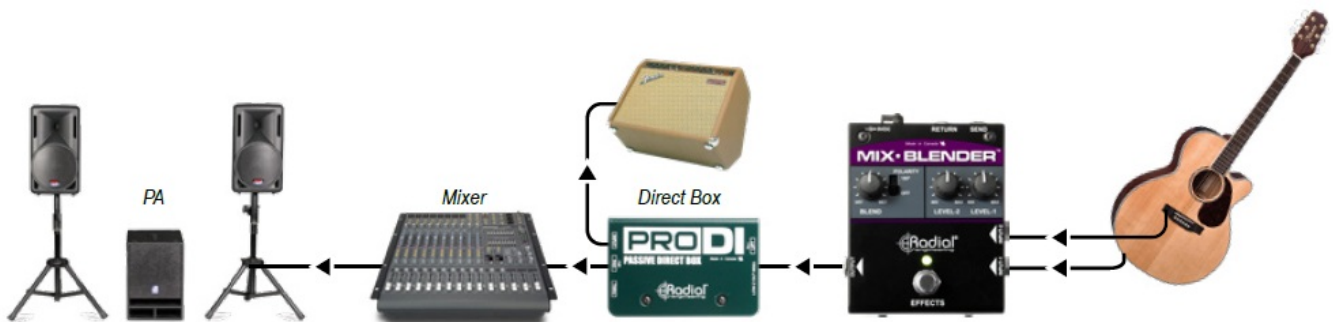 PA
Mixer
Direct Box
PRO DI
PASSIVE DIRECT BOX
Radial
RETURN SEND
MIX•BLENDER™
POLARITY
BLEND
LEVEL-2 LEVEL-1
Radial
EFFECTS